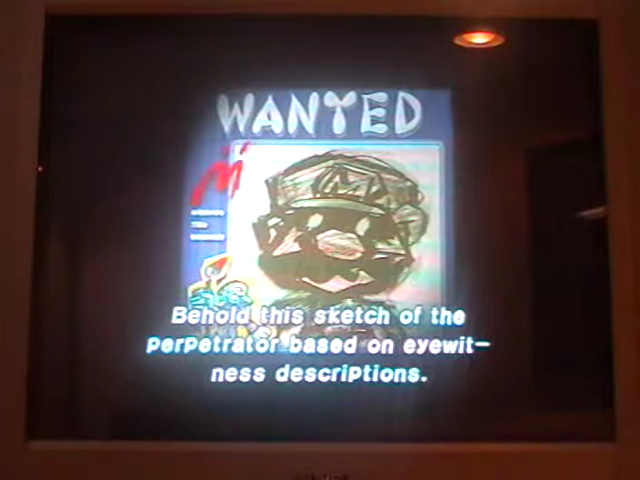 WANTED
M
Behold this sketch of the
perpetrator based on eyewit-
ness descriptions.